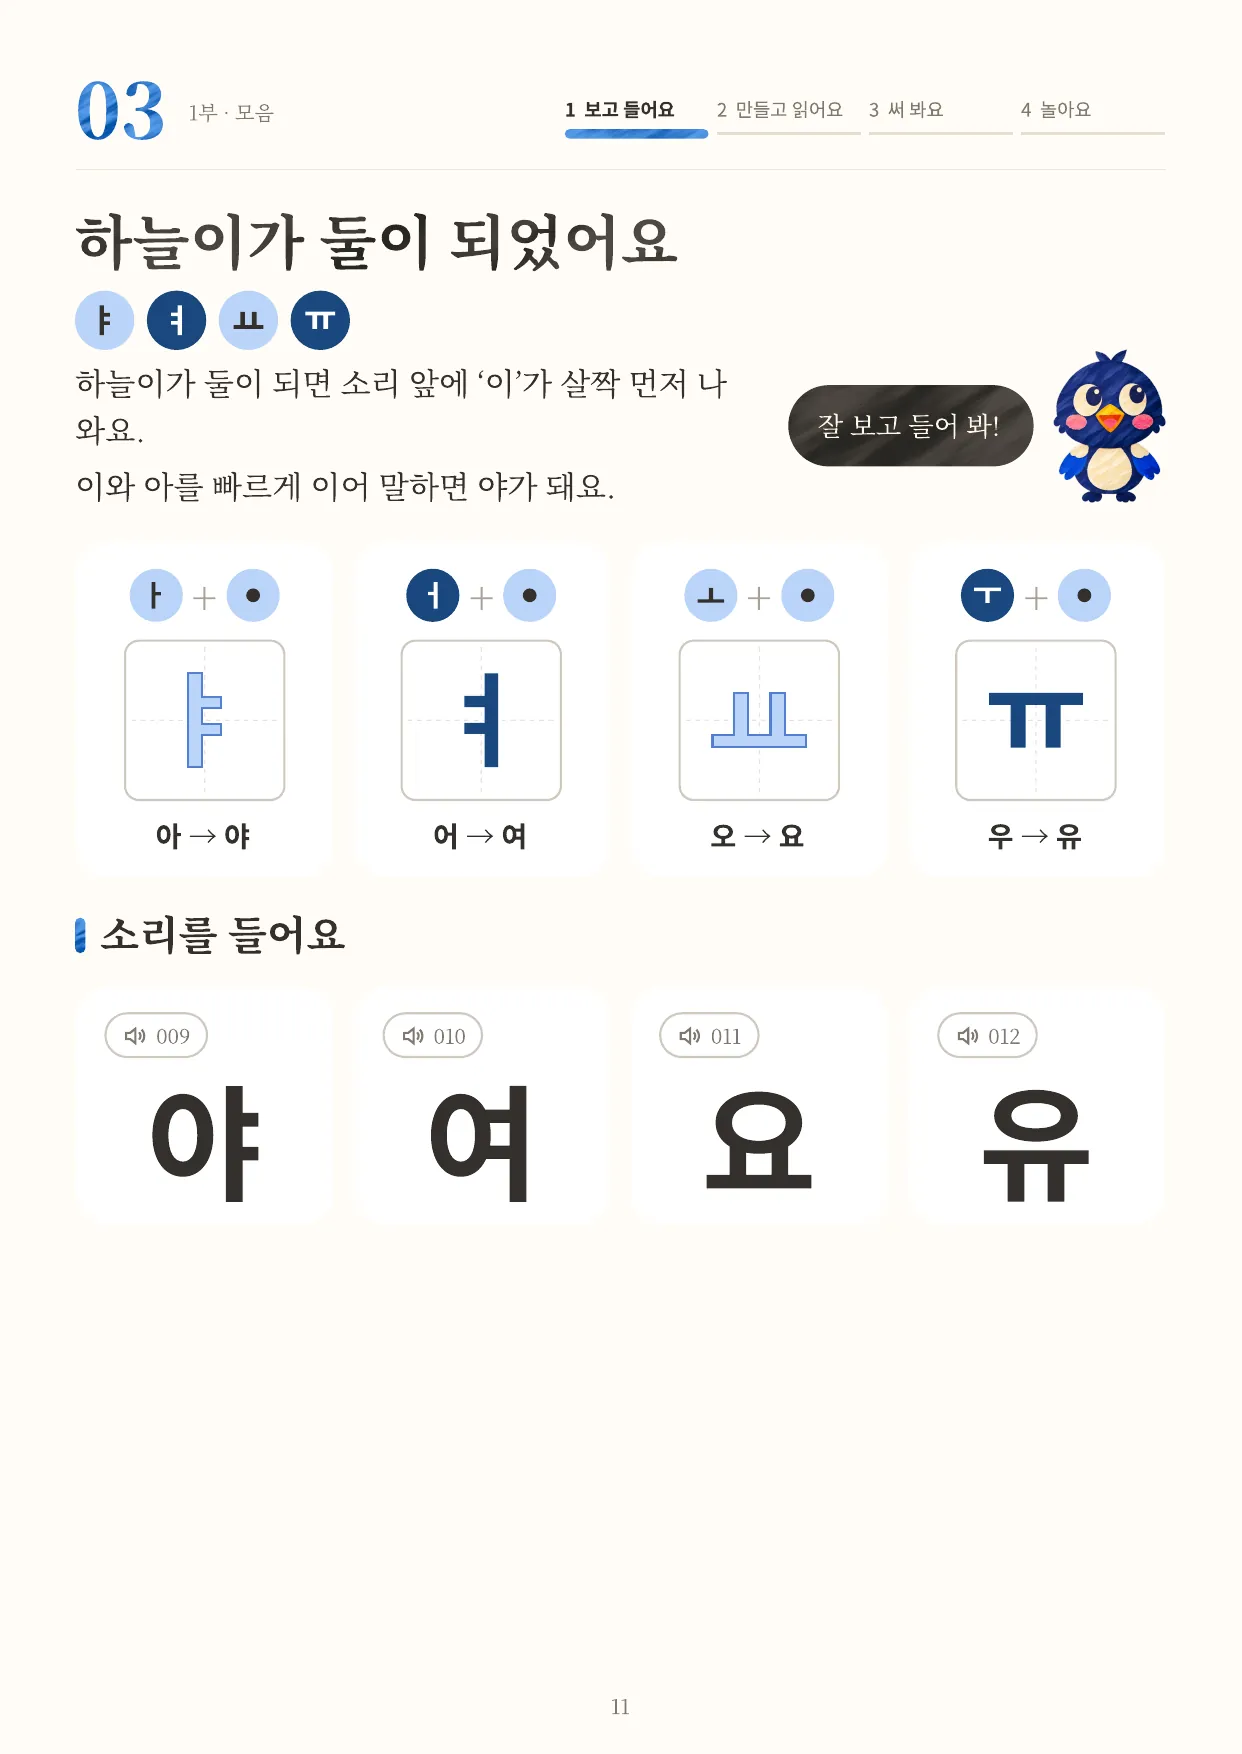 03 1부 · 모음
1 보고 들어요 2 만들고 읽어요 3 써 봐요 4 놀아요
하늘이가 둘이 되었어요
ㅑ ㅕ ㅛ ㅠ
하늘이가 둘이 되면 소리 앞에 ‘이’가 살짝 먼저 나
와요.
이와 아를 빠르게 이어 말하면 야가 돼요.
잘 보고 들어 봐!
ㅏ + • ㅓ + • ㅗ + • ㅜ + •
ㅑ ㅕ ㅛ ㅠ
아 → 야 어 → 여 오 → 요 우 → 유
소리를 들어요
009 010 011 012
야 여 요 유
11